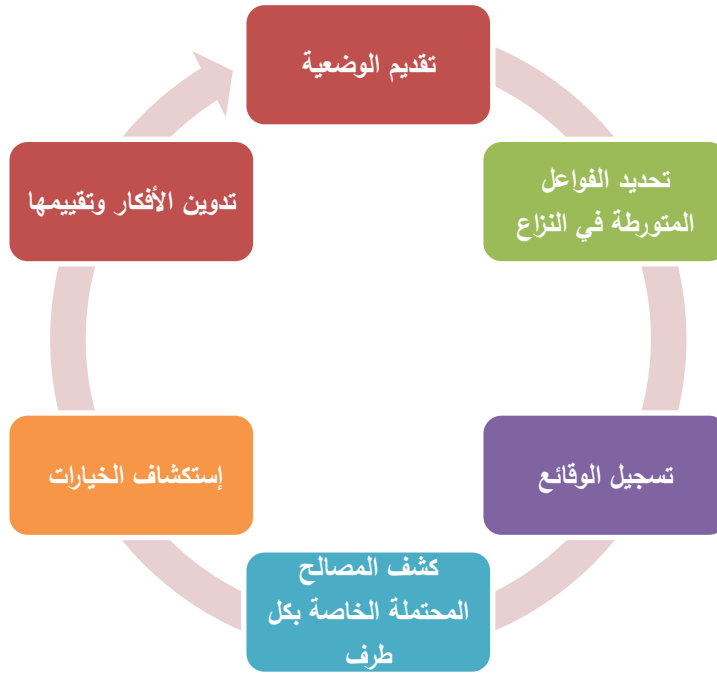 تقديم الوضعية
تحديد الفواعل
المتورطة في النزاع
تسجيل الوقائع
كشف المصالح
المحتملة الخاصة بكل
طرف
إستكشاف الخيارات
تدوين الأفكار وتقييمها